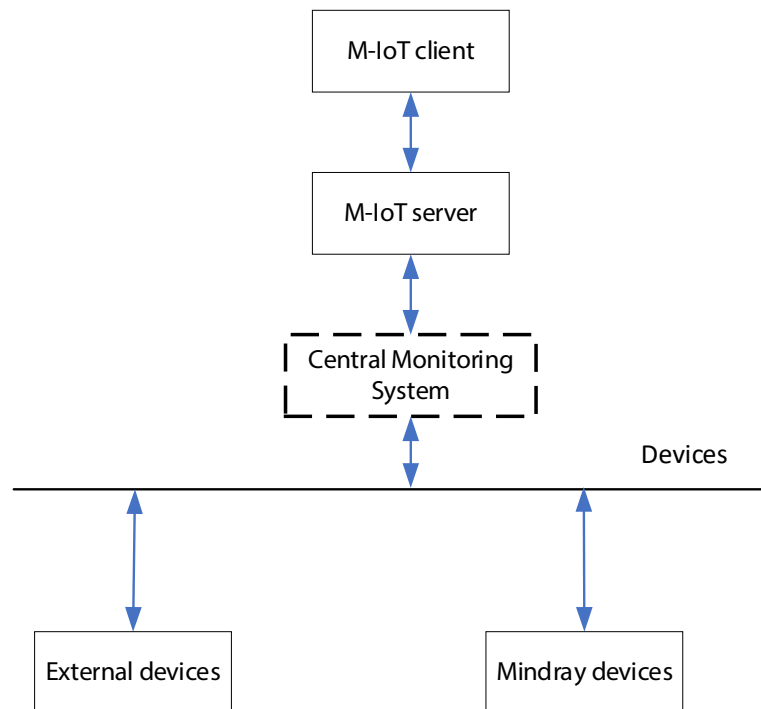 M-IoT client
M-IoT server
Central Monitoring
System
Devices
External devices
Mindray devices